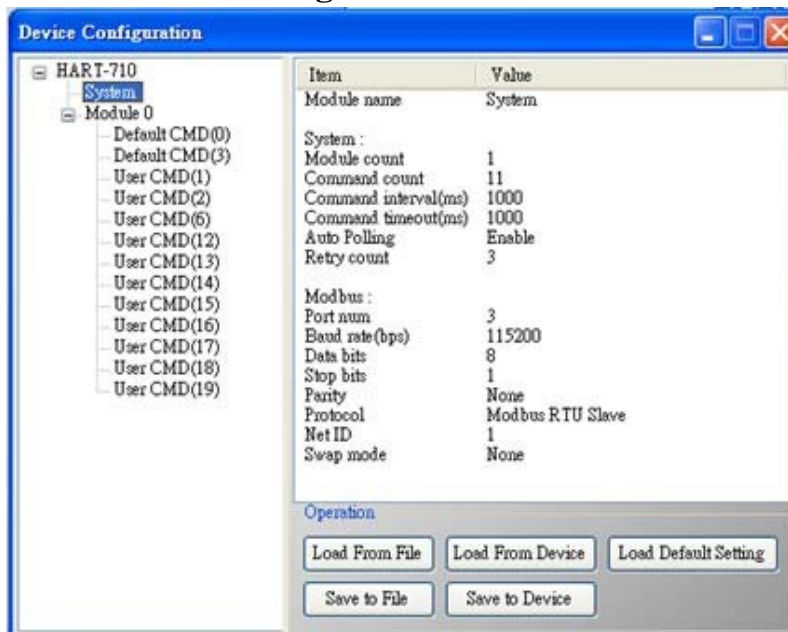 Device Configuration
HART-710
System
Module 0
Default CMD(0)
Default CMD(3)
User CMD(1)
User CMD(2)
User CMD(6)
User CMD(12)
User CMD(13)
User CMD(14)
User CMD(15)
User CMD(16)
User CMD(17)
User CMD(18)
User CMD(19)
Item Value
Module name System
System :
Module count 1
Command count 11
Command interval(ms) 1000
Command timeout(ms) 1000
Auto Polling Enable
Retry count 3
Modbus :
Port num 3
Baud rate(bps) 115200
Data bits 8
Stop bits 1
Parity None
Protocol Modbus RTU Slave
Net ID 1
Swap mode None
Operation
Load From File Load From Device Load Default Setting
Save to File Save to Device